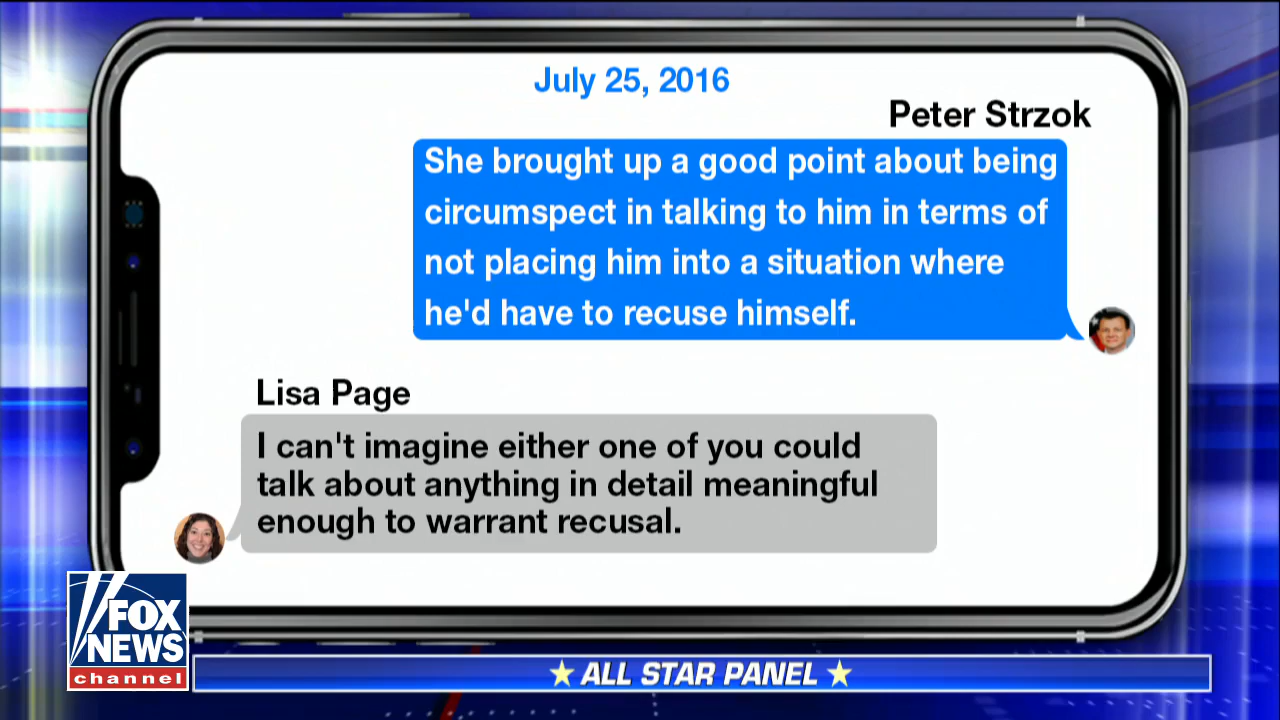 July 25, 2016
Peter Strzok
She brought up a good point about being
circumspect in talking to him in terms of
not placing him into a situation where
he'd have to recuse himself.
Lisa Page
I can't imagine either one of you could
talk about anything in detail meaningful
enough to warrant recusal.
FOX
NEWS
channel
ALL STAR PANEL